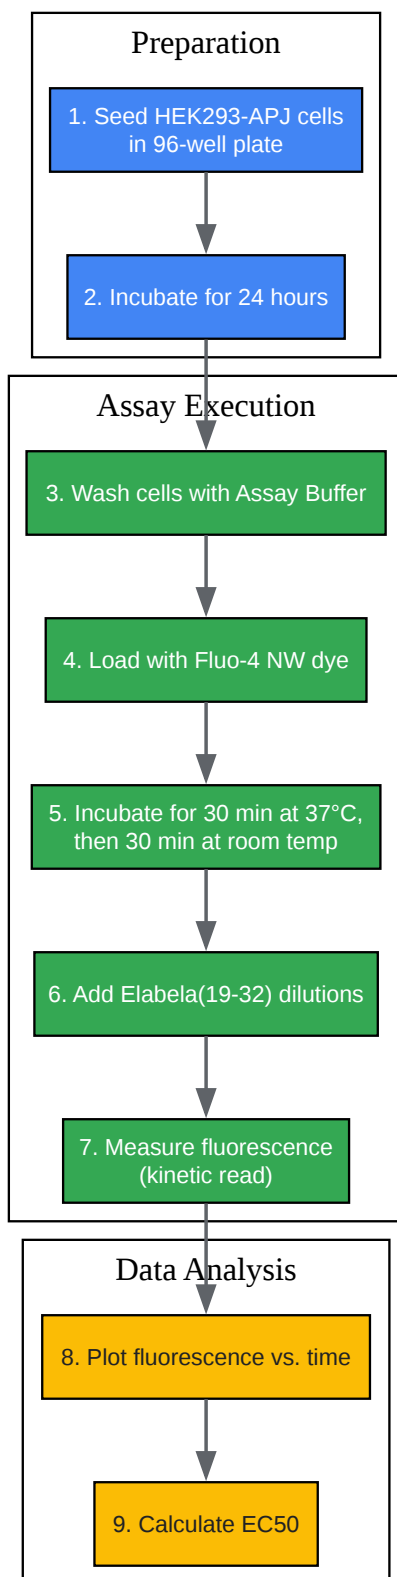 Preparation
1. Seed HEK293-APJ cells
in 96-well plate
2. Incubate for 24 hours
Assay Execution
3. Wash cells with Assay Buffer
4. Load with Fluo-4 NW dye
5. Incubate for 30 min at 37°C,
then 30 min at room temp
6. Add Elabela(19-32) dilutions
7. Measure fluorescence
(kinetic read)
Data Analysis
8. Plot fluorescence vs. time
9. Calculate EC50